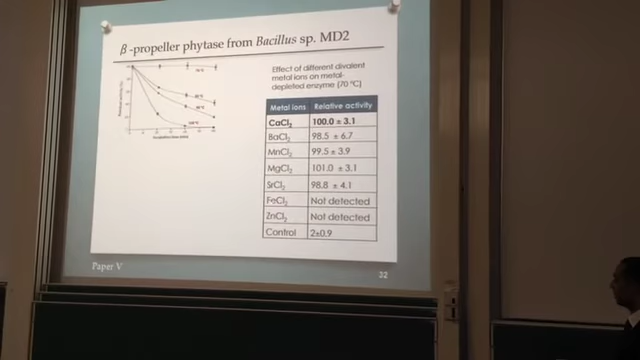 β-propeller phytase from Bacillus sp. MD2
Effect of different divalent
metal ions on metal-
depleted enzyme (70 °C)
Metal ions Relative activity
CaCl₂ 100.0 ± 3.1
BaCl₂ 98.5 ± 6.7
MnCl₂ 99.5 ± 3.9
MgCl₂ 101.0 ± 3.1
SrCl₂ 98.8 ± 4.1
FeCl₂ Not detected
ZnCl₂ Not detected
Control 2±0.9
Paper V
32